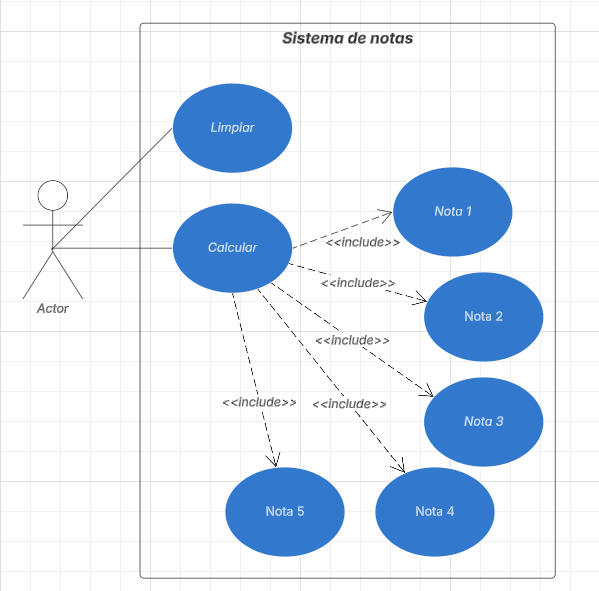 Sistema de notas
Limpiar
Nota 1
<<include>>
Calcular
<<include>>
Actor
Nota 2
<<include>>
<<include>>
<<include>>
Nota 3
Nota 5
Nota 4